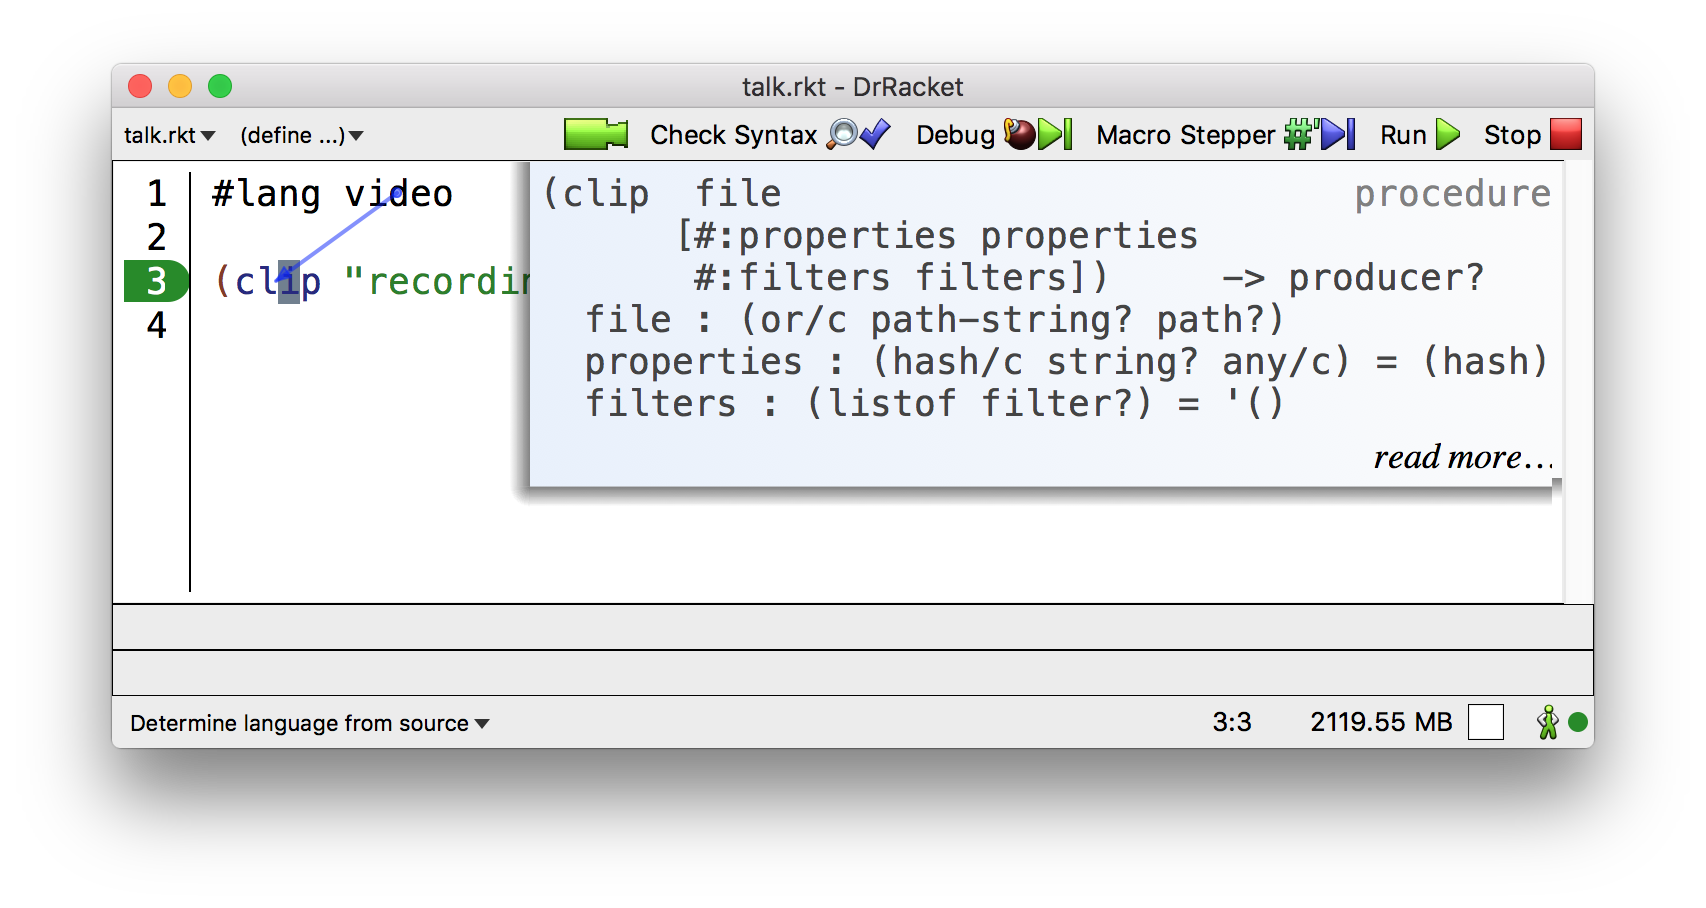 talk.rkt - DrRacket
talk.rkt (define ...) Check Syntax Debug Macro Stepper #' Run Stop
1 #lang video
2
3 (clip "recordin
4
(clip file procedure
[#:properties properties
#:filters filters]) -> producer?
file : (or/c path-string? path?)
properties : (hash/c string? any/c) = (hash)
filters : (listof filter?) = '()
read more...
Determine language from source 3:3 2119.55 MB